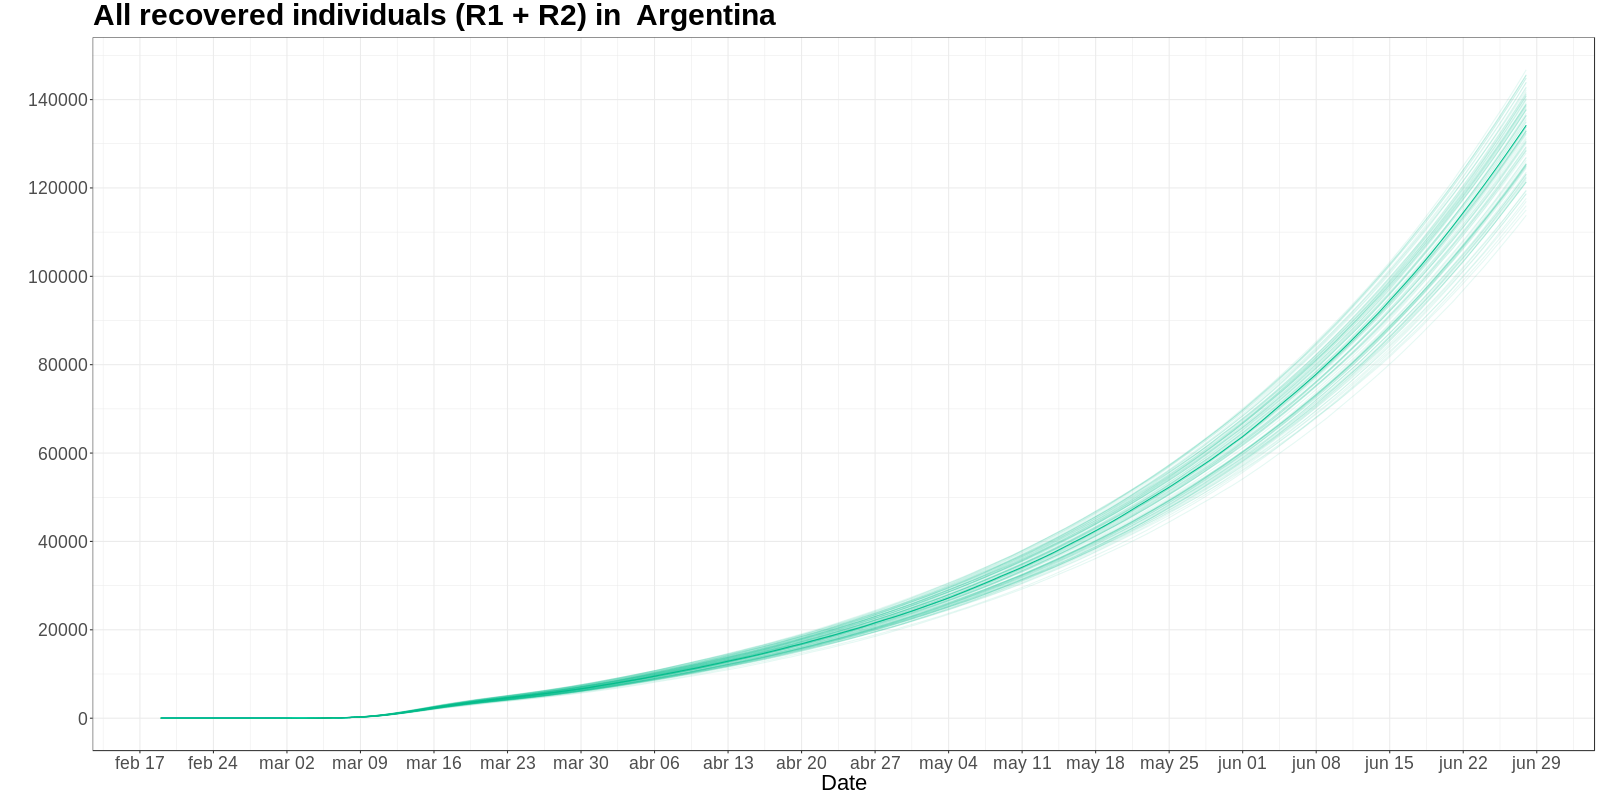 All recovered individuals (R1 + R2) in  Argentina
140000
120000
100000
80000
60000
40000
20000
0
feb 17 feb 24 mar 02 mar 09 mar 16 mar 23 mar 30 abr 06 abr 13 abr 20 abr 27 may 04 may 11 may 18 may 25 jun 01 jun 08 jun 15 jun 22 jun 29
Date